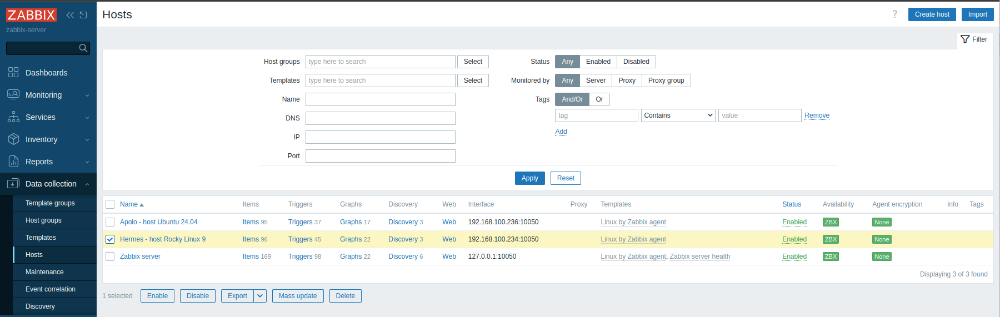 ZABBIX
zabbix-server
Dashboards
Monitoring
Services
Inventory
Reports
Data collection
Template groups
Host groups
Templates
Hosts
Maintenance
Event correlation
Discovery
Hosts
? Create host Import
Filter
Host groups type here to search Select
Templates type here to search Select
Name
DNS
IP
Port
Status Any Enabled Disabled
Monitored by Any Server Proxy Proxy group
Tags And/Or Or
tag Contains value Remove
Add
Apply Reset
Name Items Triggers Graphs Discovery Web Interface Proxy Templates Status Availability Agent encryption Info Tags
Apolo - host Ubuntu 24.04 Items 95 Triggers 37 Graphs 17 Discovery 3 Web 192.168.100.236:10050 Linux by Zabbix agent Enabled ZBX None
Hermes - host Rocky Linux 9 Items 96 Triggers 45 Graphs 22 Discovery 3 Web 192.168.100.234:10050 Linux by Zabbix agent Enabled ZBX None
Zabbix server Items 169 Triggers 98 Graphs 22 Discovery 6 Web 127.0.0.1:10050 Linux by Zabbix agent, Zabbix server health Enabled ZBX None
Displaying 3 of 3 found
1 selected Enable Disable Export Mass update Delete